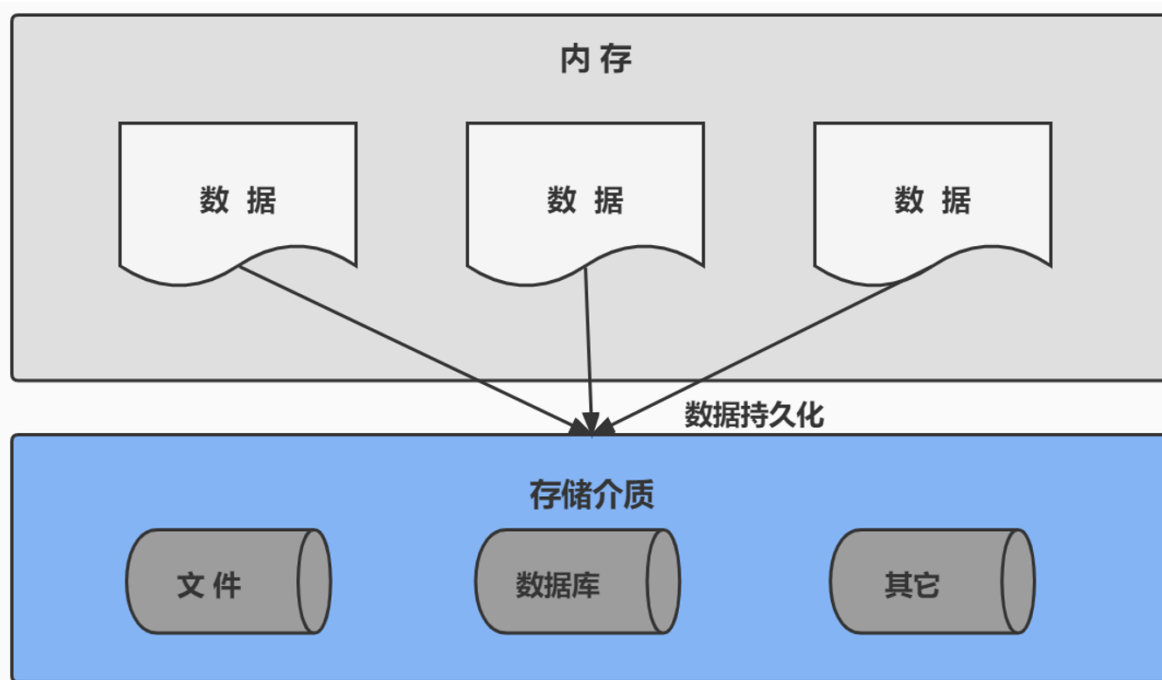 内 存
数 据
数 据
数 据
数据持久化
存储介质
文 件
数据库
其它